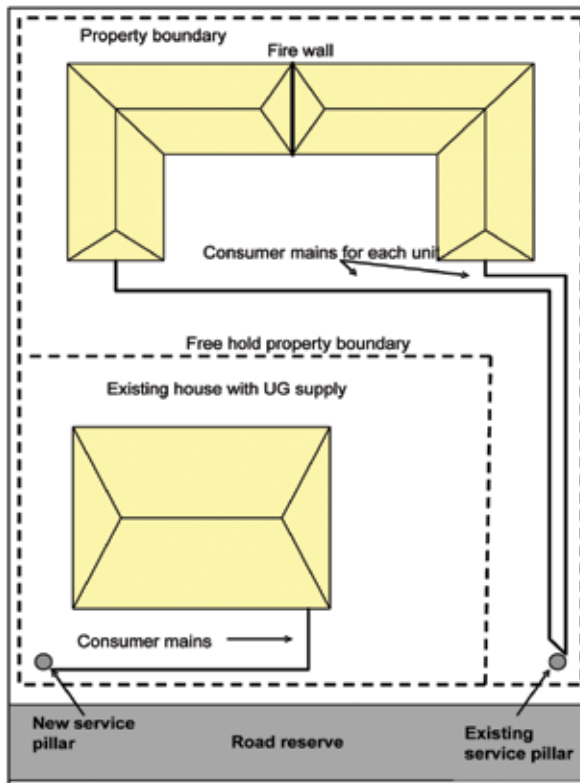 Property boundary
Fire wall
Consumer mains for each unit
Free hold property boundary
Existing house with UG supply
Consumer mains
New service
pillar
Road reserve
Existing
service pillar